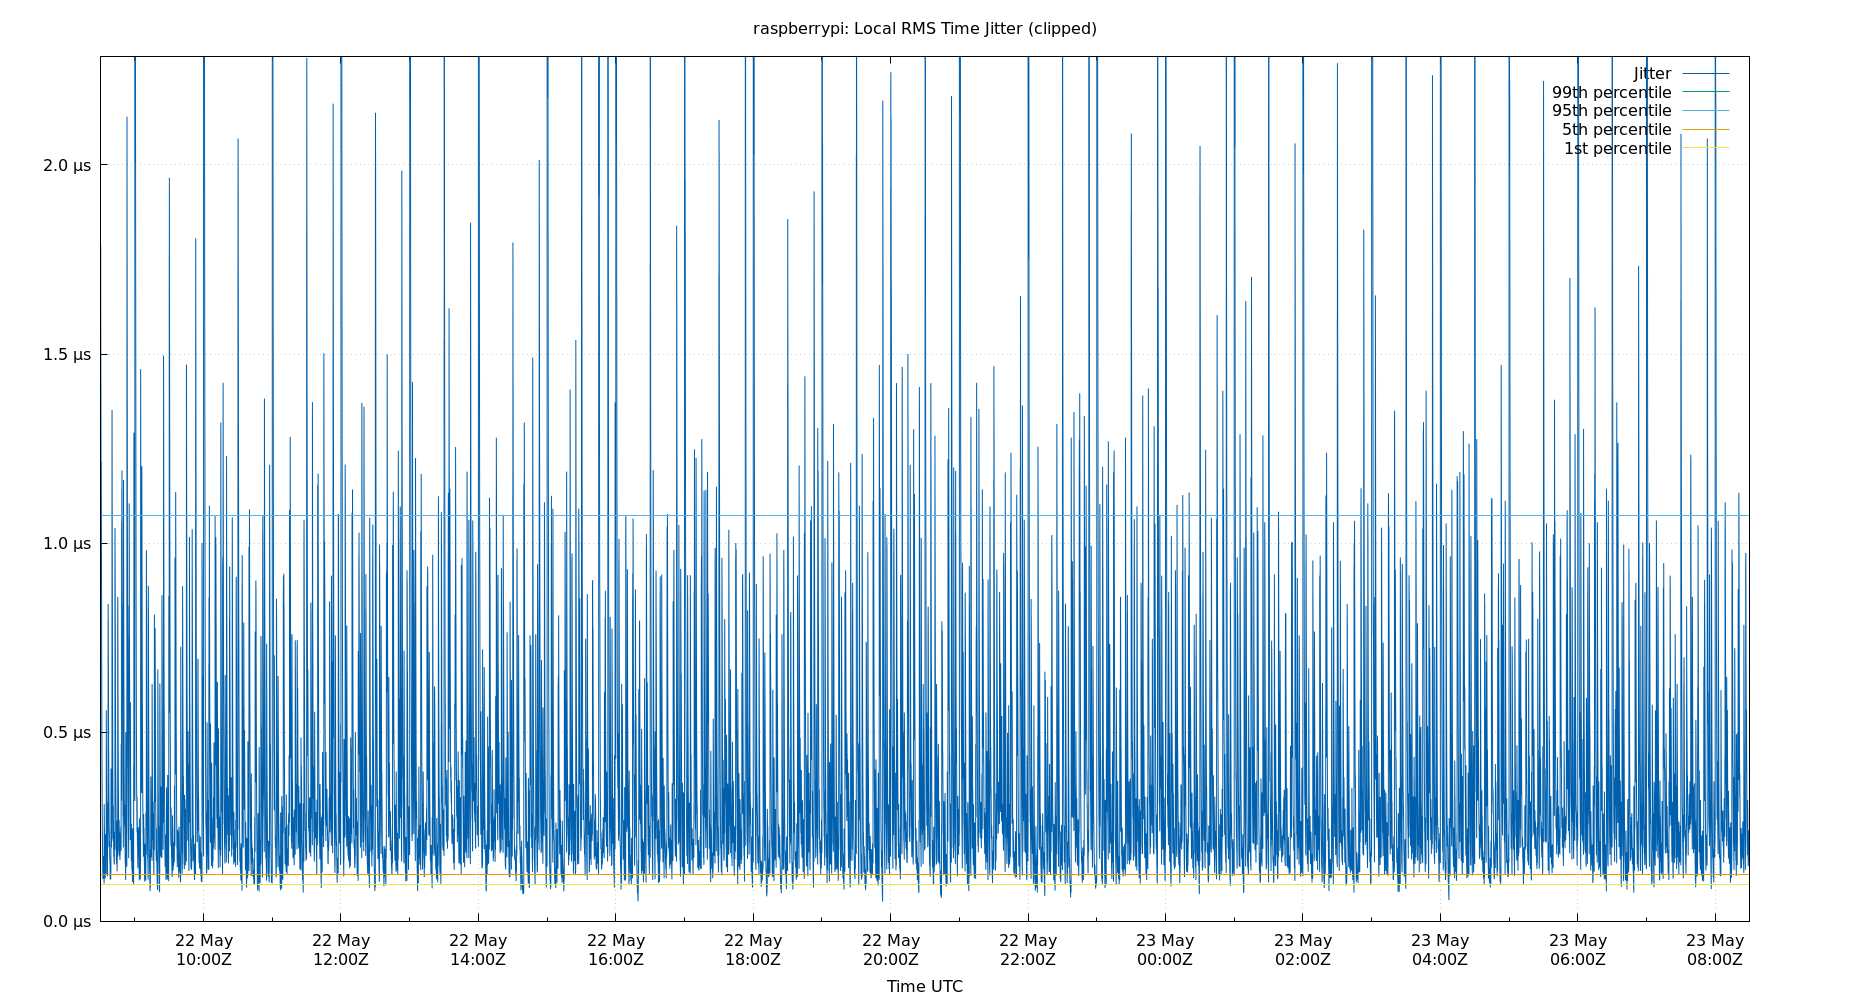 raspberrypi: Local RMS Time Jitter (clipped)
Jitter
99th percentile
95th percentile
5th percentile
1st percentile
2.0 µs
1.5 µs
1.0 µs
0.5 µs
0.0 µs
22 May 22 May 22 May 22 May 22 May 22 May 22 May 23 May 23 May 23 May 23 May 23 May
10:00Z 12:00Z 14:00Z 16:00Z 18:00Z 20:00Z 22:00Z 00:00Z 02:00Z 04:00Z 06:00Z 08:00Z
Time UTC